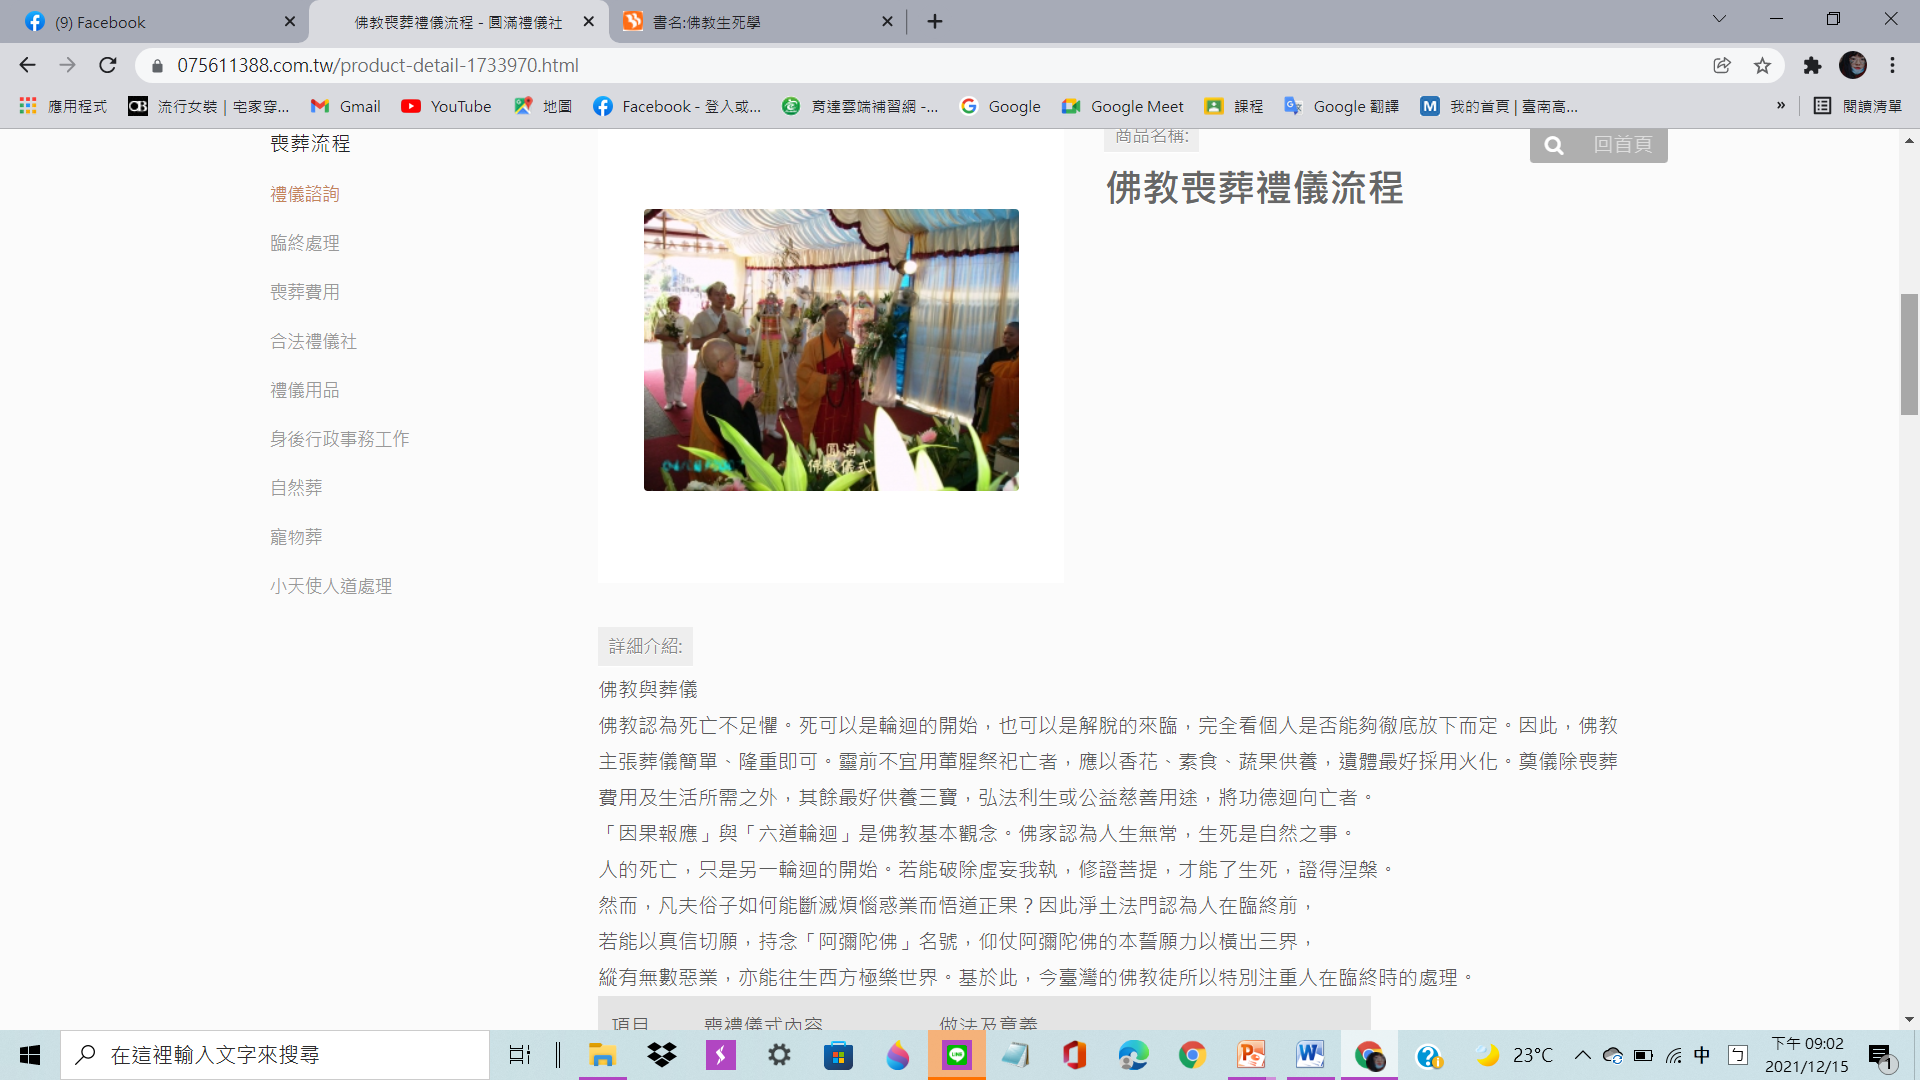 (9) Facebook
佛教喪葬禮儀流程 - 圓滿禮儀社
書名:佛教生死學
075611388.com.tw/product-detail-1733970.html
應用程式
流行女裝 | 宅家穿...
Gmail
YouTube
地圖
Facebook - 登入或...
育達雲端補習網 -...
Google
Google Meet
課程
Google 翻譯
我的首頁 | 臺南高...
»
閱讀清單
喪葬流程
禮儀諮詢
臨終處理
喪葬費用
合法禮儀社
禮儀用品
身後行政事務工作
自然葬
寵物葬
小天使人道處理
商品名稱:
回首頁
佛教喪葬禮儀流程
圓滿
佛教儀式
詳細介紹:
佛教與葬儀
佛教認為死亡不足懼。死可以是輪迴的開始，也可以是解脫的來臨，完全看個人是否能夠徹底放下而定。因此，佛教
主張葬儀簡單、隆重即可。靈前不宜用葷腥祭祀亡者，應以香花、素食、蔬果供養，遺體最好採用火化。奠儀除喪葬
費用及生活所需之外，其餘最好供養三寶，弘法利生或公益慈善用途，將功德迴向亡者。
「因果報應」與「六道輪迴」是佛教基本觀念。佛家認為人生無常，生死是自然之事。
人的死亡，只是另一輪迴的開始。若能破除虛妄我執，修證菩提，才能了生死，證得涅槃。
然而，凡夫俗子如何能斷滅煩惱惑業而悟道正果？因此淨土法門認為人在臨終前，
若能以真信切願，持念「阿彌陀佛」名號，仰仗阿彌陀佛的本誓願力以橫出三界，
縱有無數惡業，亦能往生西方極樂世界。基於此，今臺灣的佛教徒所以特別注重人在臨終時的處理。
項目 喪禮儀式內容 做法及意義
在這裡輸入文字來搜尋
23°C
中
ㄅ
下午 09:02
2021/12/15
1